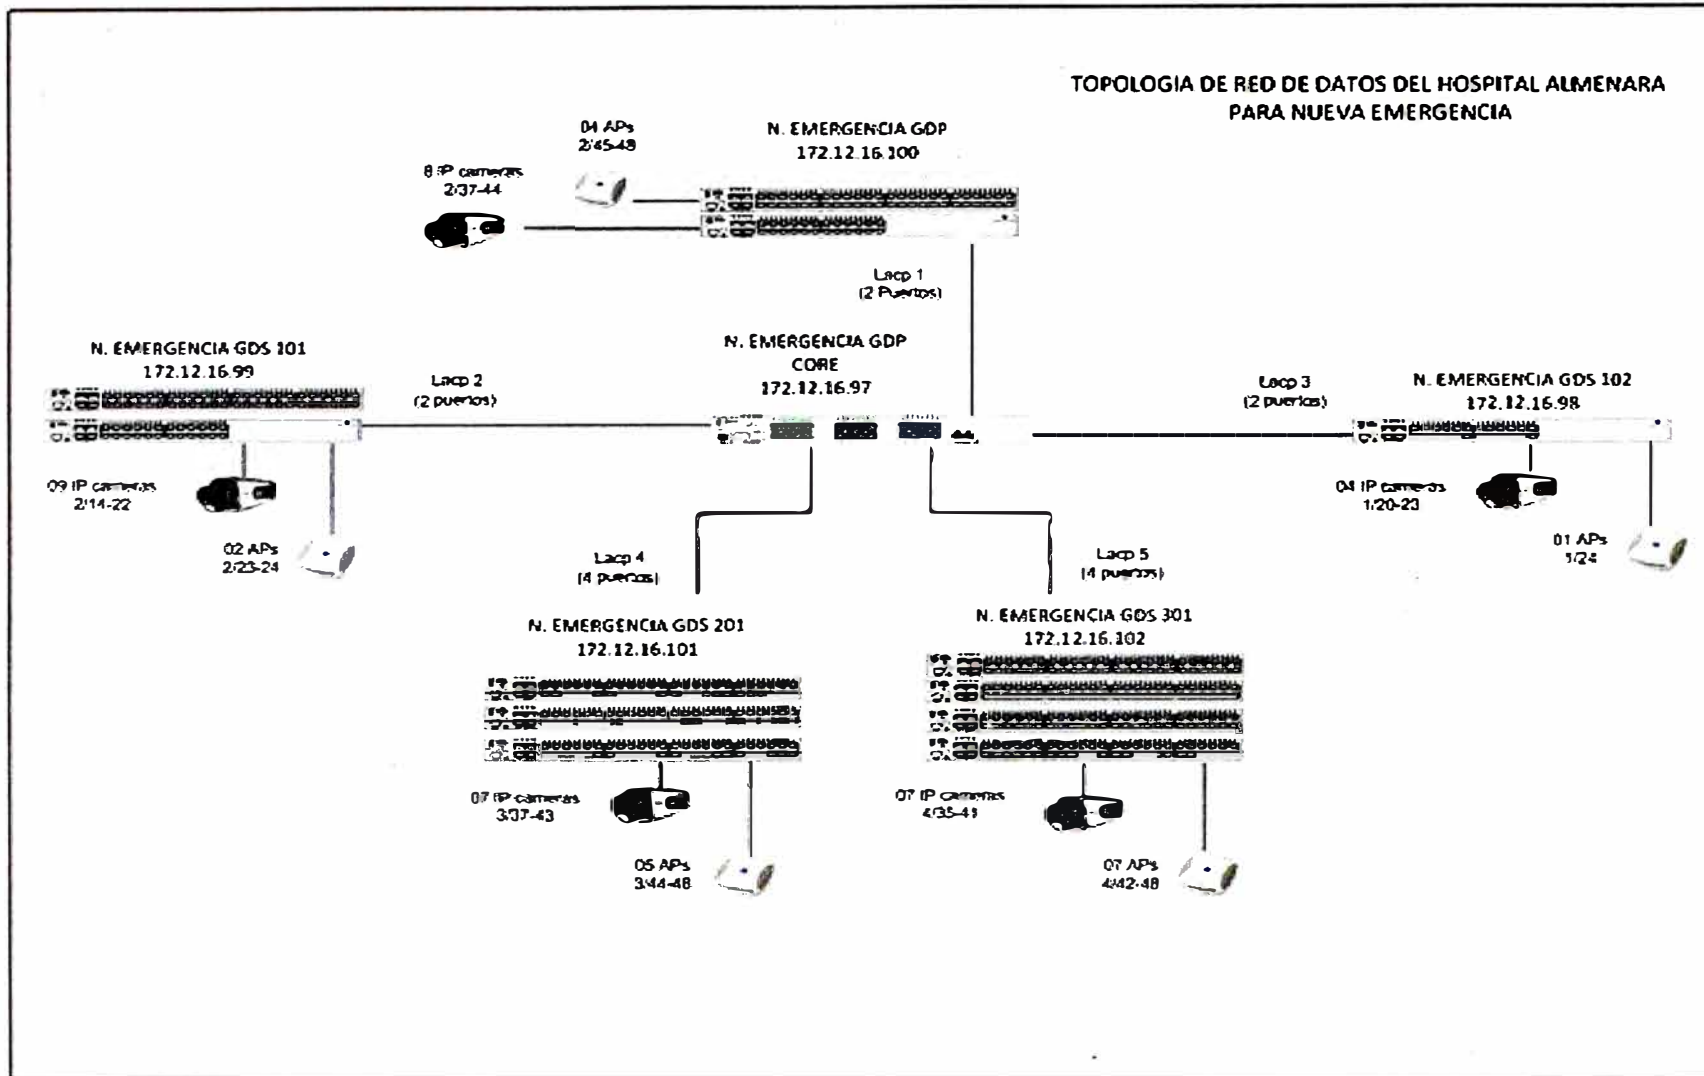 TOPOLOGIA DE RED DE DATOS DEL HOSPITAL ALMENARA
PARA NUEVA EMERGENCIA
04 APs
2/45-48
N. EMERGENCIA GDP
172.12.16.100
8 IP cameras
2/37-44
Lacp 1
(2 Puertos)
N. EMERGENCIA GDS 101
172.12.16.99
Lacp 2
(2 puertos)
N. EMERGENCIA GDP
CORE
172.12.16.97
Lacp 3
(2 puertos)
N. EMERGENCIA GDS 102
172.12.16.98
09 IP cameras
2/14-22
04 IP cameras
1/20-23
02 APs
2/23-24
01 APs
1/24
Lacp 4
(4 puertos)
Lacp 5
(4 puertos)
N. EMERGENCIA GDS 201
172.12.16.101
N. EMERGENCIA GDS 301
172.12.16.102
07 IP cameras
3/37-43
07 IP cameras
4/35-41
05 APs
3/44-48
07 APs
4/42-48